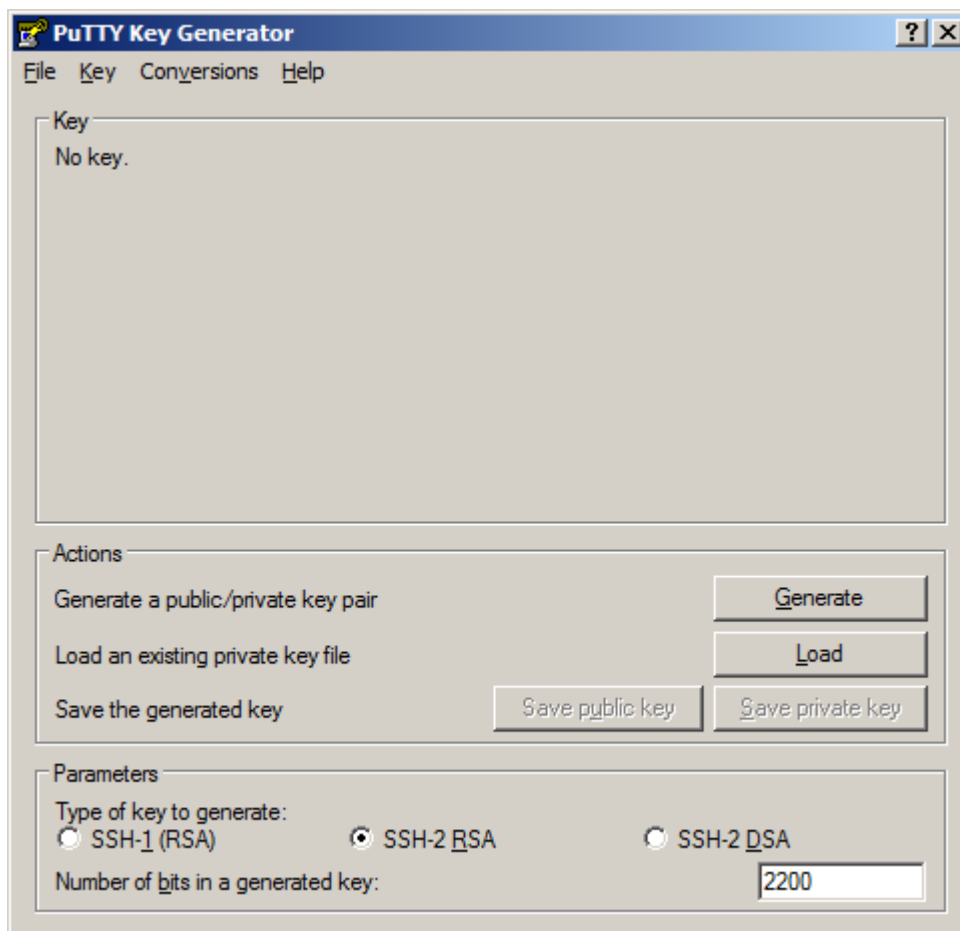 PuTTY Key Generator
File Key Conversions Help
Key
No key.
Actions
Generate a public/private key pair Generate
Load an existing private key file Load
Save the generated key Save public key Save private key
Parameters
Type of key to generate:
SSH-1 (RSA) SSH-2 RSA SSH-2 DSA
Number of bits in a generated key: 2200